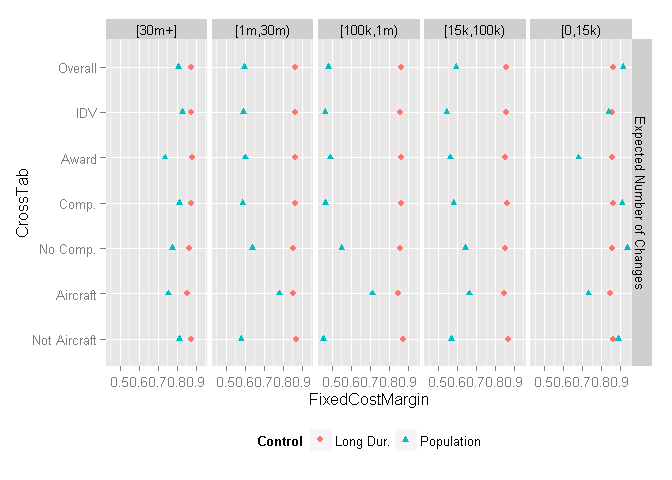 [30m+] [1m,30m) [100k,1m) [15k,100k) [0,15k)
Overall
IDV
Award
Comp.
No Comp.
Aircraft
Not Aircraft
CrossTab
Expected Number of Changes
0.50.60.70.80.9 0.50.60.70.80.9 0.50.60.70.80.9 0.50.60.70.80.9 0.50.60.70.80.9
FixedCostMargin
Control Long Dur. Population